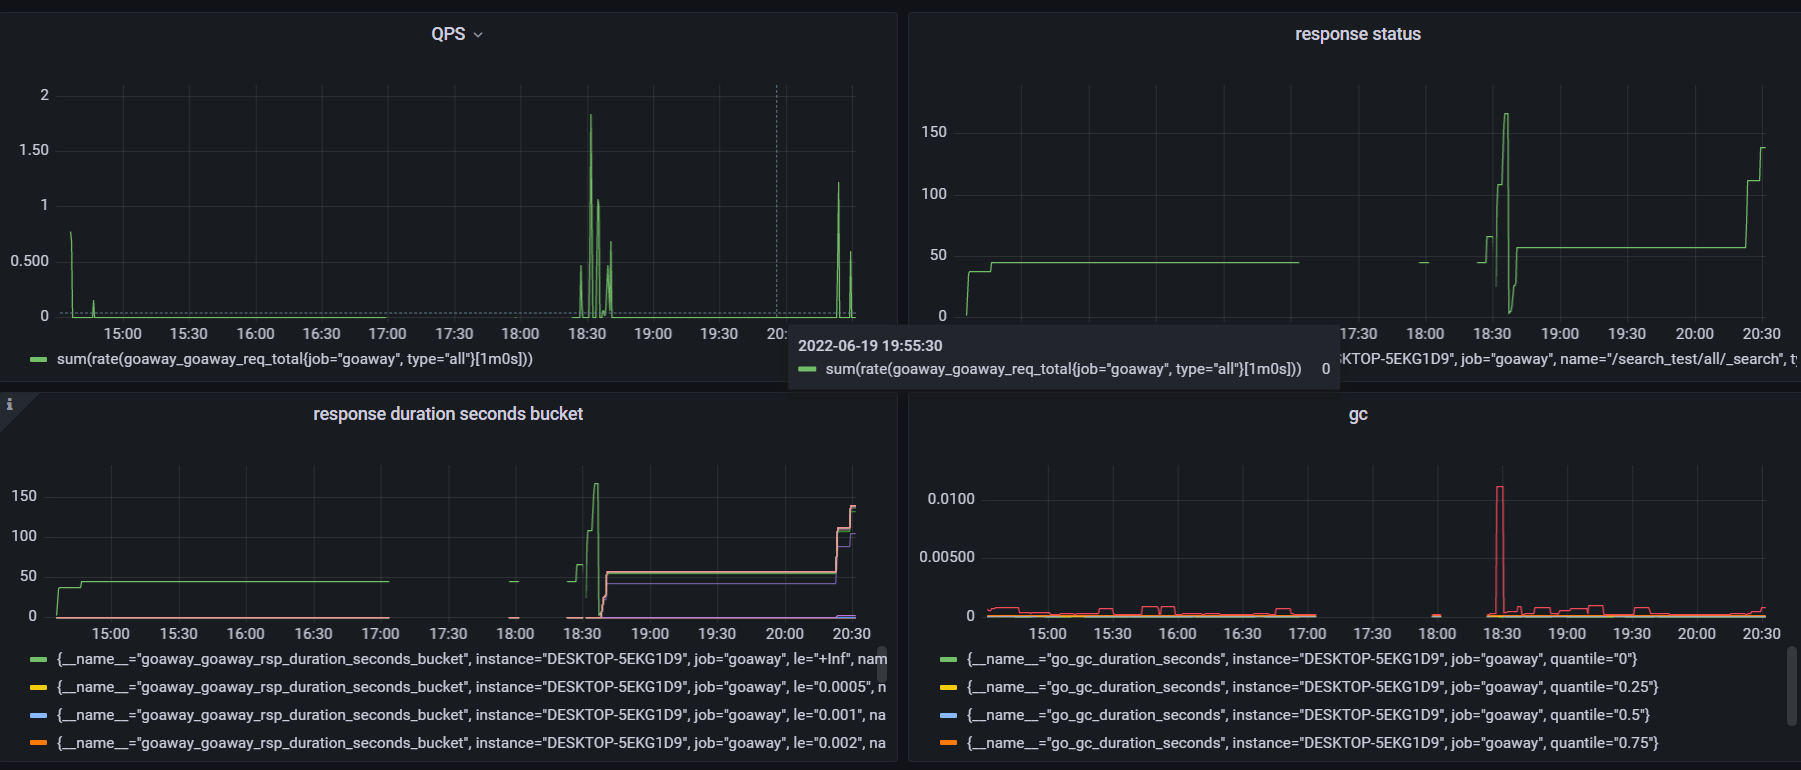 QPS
2
1.50
1
0.500
0
15:00 15:30 16:00 16:30 17:00 17:30 18:00 18:30 19:00 19:30 20:
sum(rate(goaway_goaway_req_total{job="goaway", type="all"}[1m0s]))
response status
150
100
50
0
17:30 18:00 18:30 19:00 19:30 20:00 20:30
SKTOP-5EKG1D9", job="goaway", name="/search_test/all/_search", t
2022-06-19 19:55:30
sum(rate(goaway_goaway_req_total{job="goaway", type="all"}[1m0s])) 0
i
response duration seconds bucket
150
100
50
0
15:00 15:30 16:00 16:30 17:00 17:30 18:00 18:30 19:00 19:30 20:00 20:30
{__name__="goaway_goaway_rsp_duration_seconds_bucket", instance="DESKTOP-5EKG1D9", job="goaway", le="+Inf", nam
{__name__="goaway_goaway_rsp_duration_seconds_bucket", instance="DESKTOP-5EKG1D9", job="goaway", le="0.0005", n
{__name__="goaway_goaway_rsp_duration_seconds_bucket", instance="DESKTOP-5EKG1D9", job="goaway", le="0.001", na
{__name__="goaway_goaway_rsp_duration_seconds_bucket", instance="DESKTOP-5EKG1D9", job="goaway", le="0.002", na
gc
0.0100
0.00500
0
15:00 15:30 16:00 16:30 17:00 17:30 18:00 18:30 19:00 19:30 20:00 20:30
{__name__="go_gc_duration_seconds", instance="DESKTOP-5EKG1D9", job="goaway", quantile="0"}
{__name__="go_gc_duration_seconds", instance="DESKTOP-5EKG1D9", job="goaway", quantile="0.25"}
{__name__="go_gc_duration_seconds", instance="DESKTOP-5EKG1D9", job="goaway", quantile="0.5"}
{__name__="go_gc_duration_seconds", instance="DESKTOP-5EKG1D9", job="goaway", quantile="0.75"}